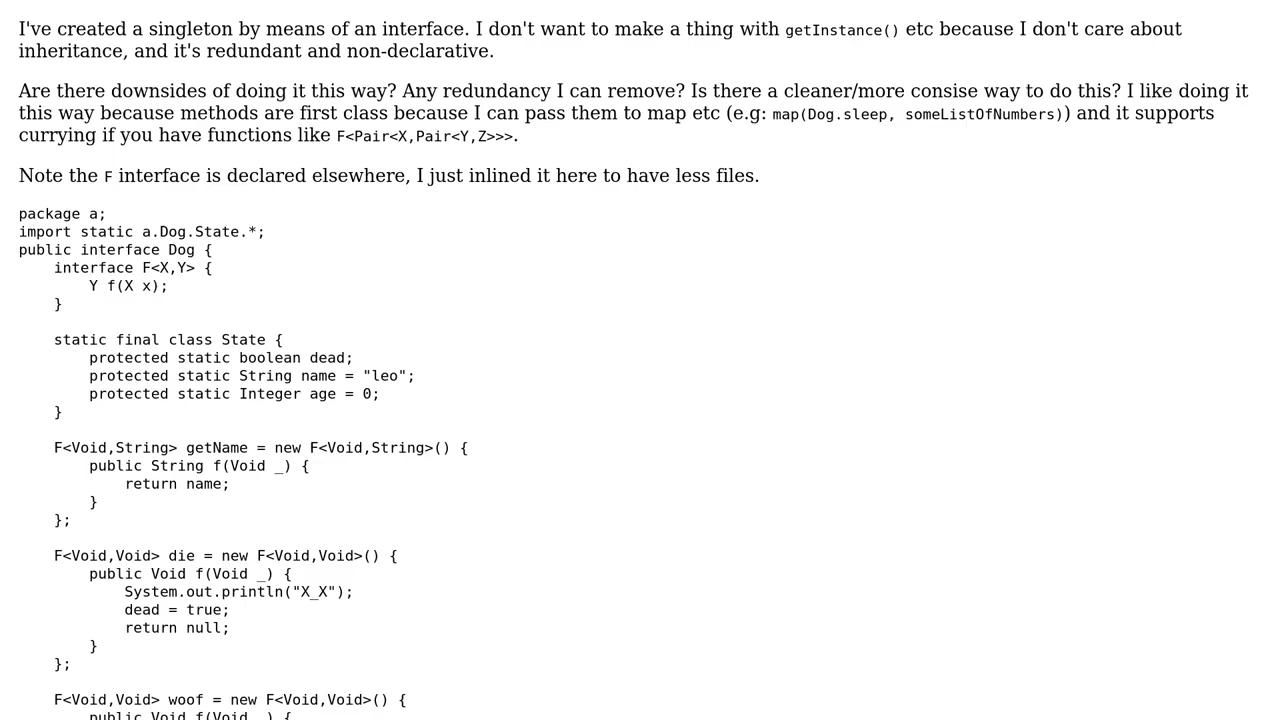 I've created a singleton by means of an interface. I don't want to make a thing with getInstance() etc because I don't care about
inheritance, and it's redundant and non-declarative.
Are there downsides of doing it this way? Any redundancy I can remove? Is there a cleaner/more consise way to do this? I like doing it
this way because methods are first class because I can pass them to map etc (e.g: map(Dog.sleep, someListOfNumbers)) and it supports
currying if you have functions like F<Pair<X,Pair<Y,Z>>>.
Note the F interface is declared elsewhere, I just inlined it here to have less files.
package a;
import static a.Dog.State.*;
public interface Dog {
    interface F<X,Y> {
        Y f(X x);
    }
    static final class State {
        protected static boolean dead;
        protected static String name = "leo";
        protected static Integer age = 0;
    }
    F<Void,String> getName = new F<Void,String>() {
        public String f(Void _) {
            return name;
        }
    };
    F<Void,Void> die = new F<Void,Void>() {
        public Void f(Void _) {
            System.out.println("X_X");
            dead = true;
            return null;
        }
    };
    F<Void,Void> woof = new F<Void,Void>() {
        public Void f(Void _) {